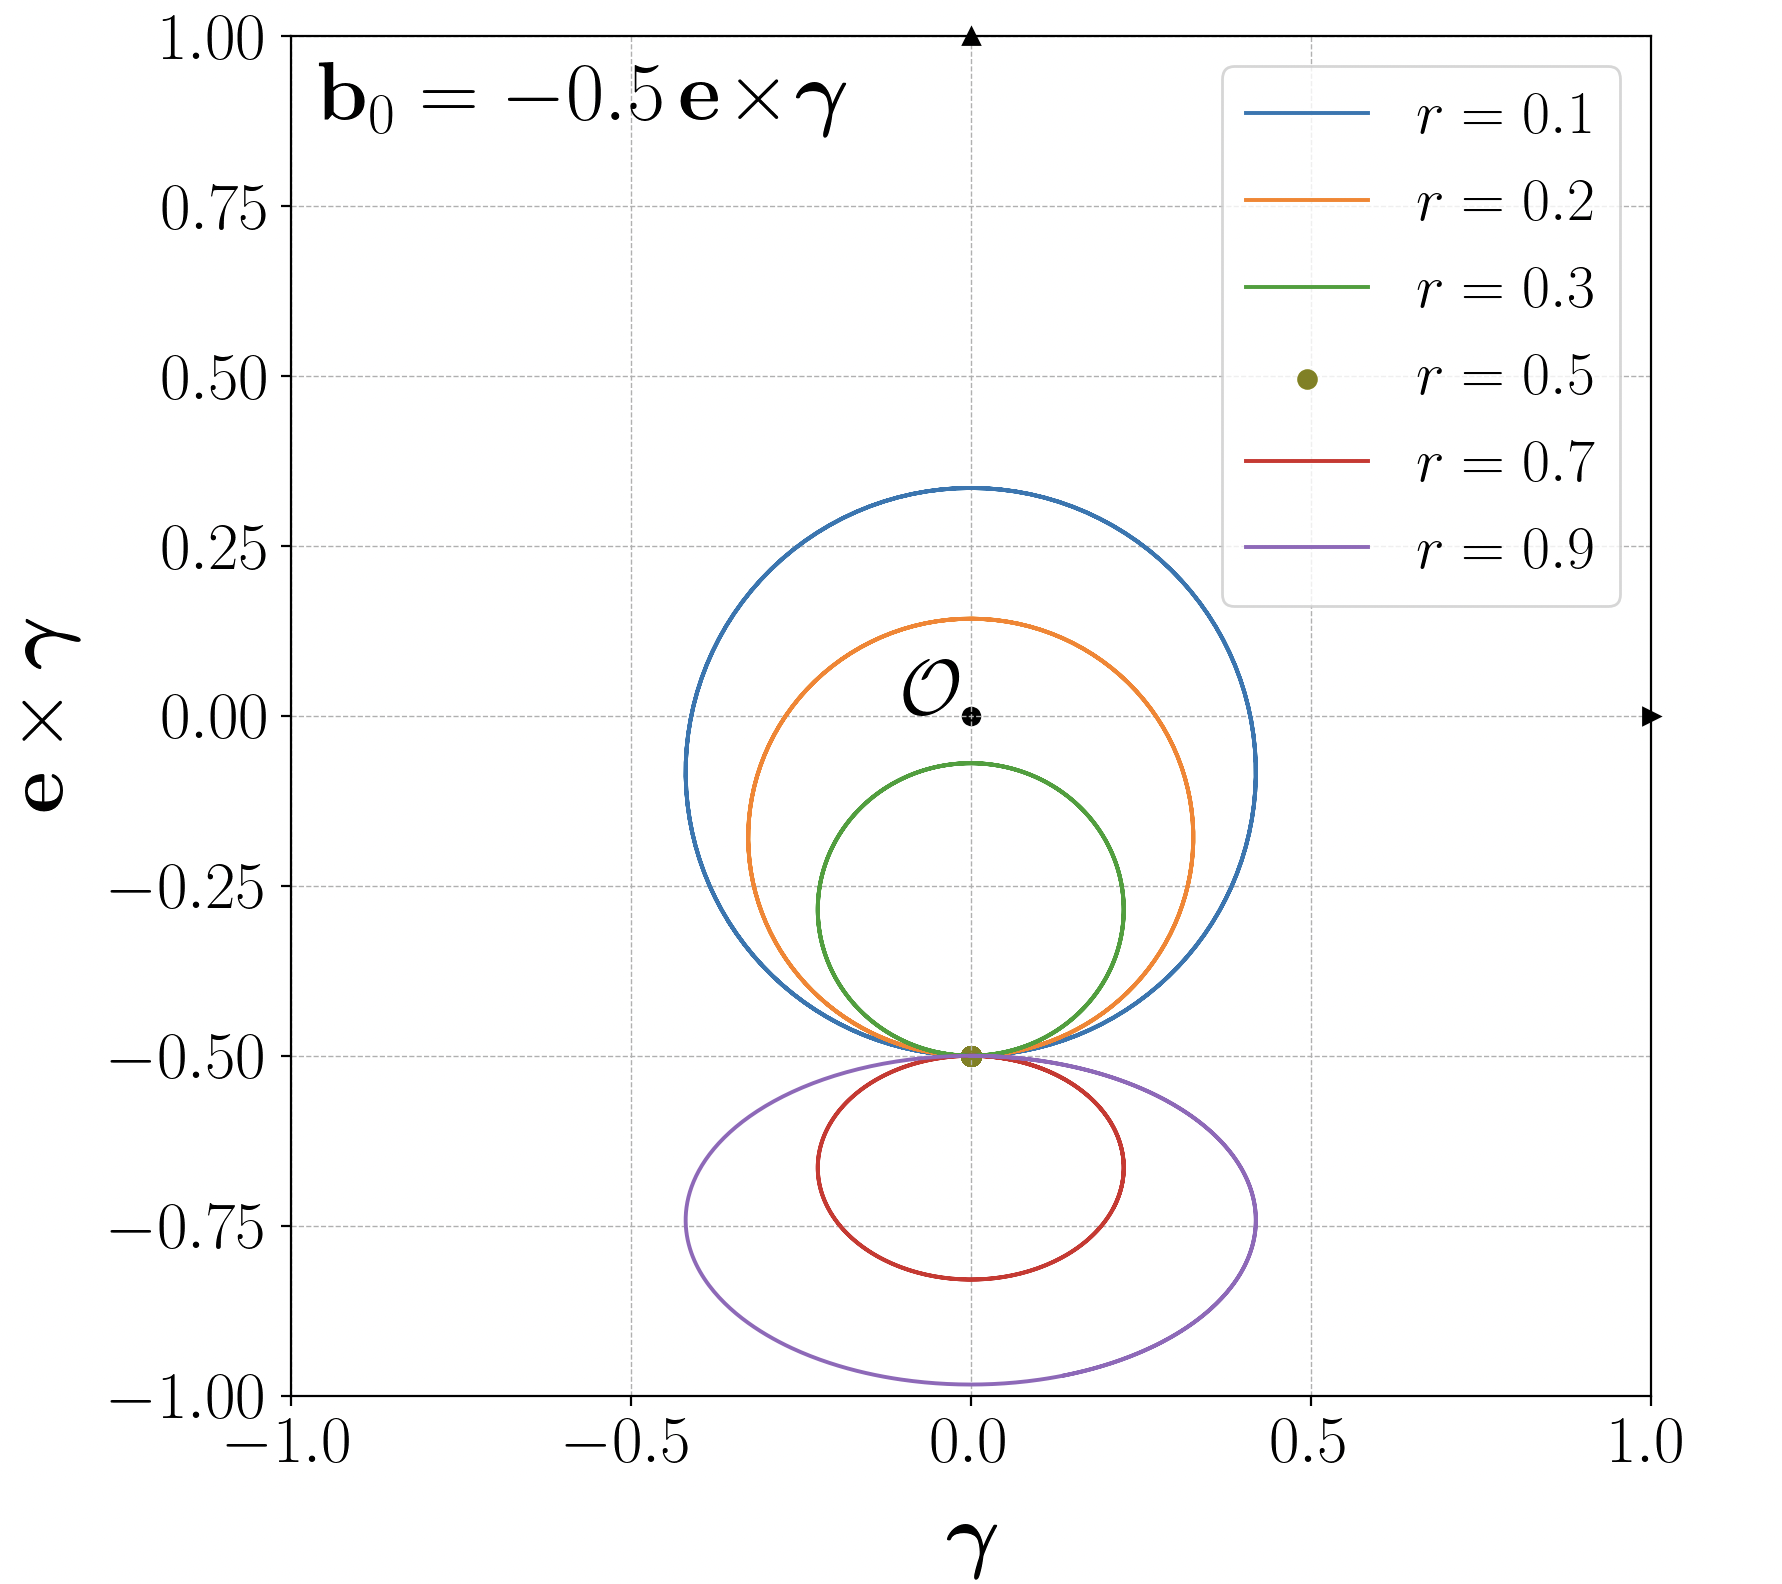 𝐛₀ = −0.5 𝐞 × 𝛄
r = 0.1
r = 0.2
r = 0.3
r = 0.5
r = 0.7
r = 0.9
1.00
0.75
0.50
0.25
0.00
−0.25
−0.50
−0.75
−1.00
𝒪
𝐞 × 𝛄
−1.0
−0.5
0.0
0.5
1.0
𝛄